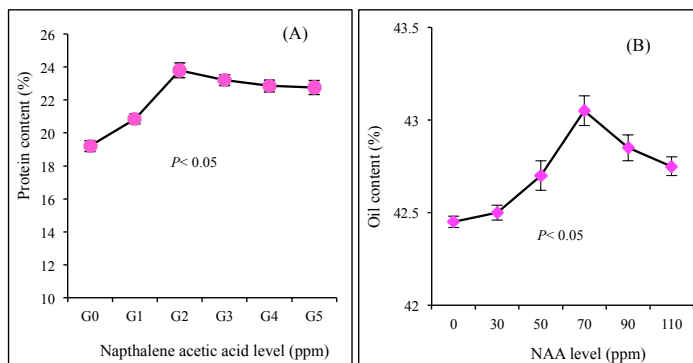 (A)
Protein content (%)
26
24
22
20
18
16
14
12
10
P< 0.05
G0 G1 G2 G3 G4 G5
Napthalene acetic acid level (ppm)
(B)
Oil content (%)
43.5
43
42.5
42
P< 0.05
0 30 50 70 90 110
NAA level (ppm)